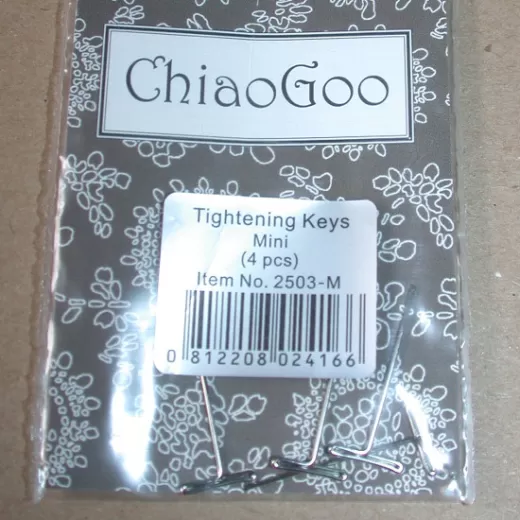 ChiaoGoo
Tightening Keys
Mini
(4 pcs)
Item No. 2503-M
0 812208 024166